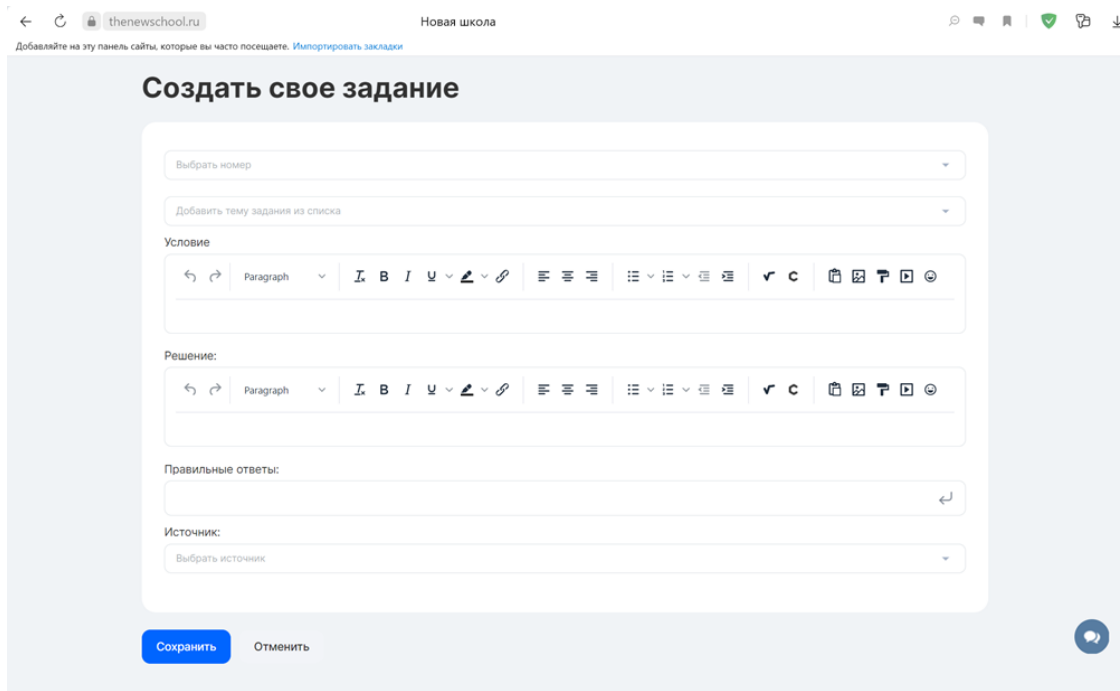 thenewschool.ru
Новая школа
Добавляйте на эту панель сайты, которые вы часто посещаете. Импортировать закладки
Создать свое задание
Выбрать номер
Добавить тему задания из списка
Условие
Paragraph
Решение:
Paragraph
Правильные ответы:
Источник:
Выбрать источник
Сохранить Отменить